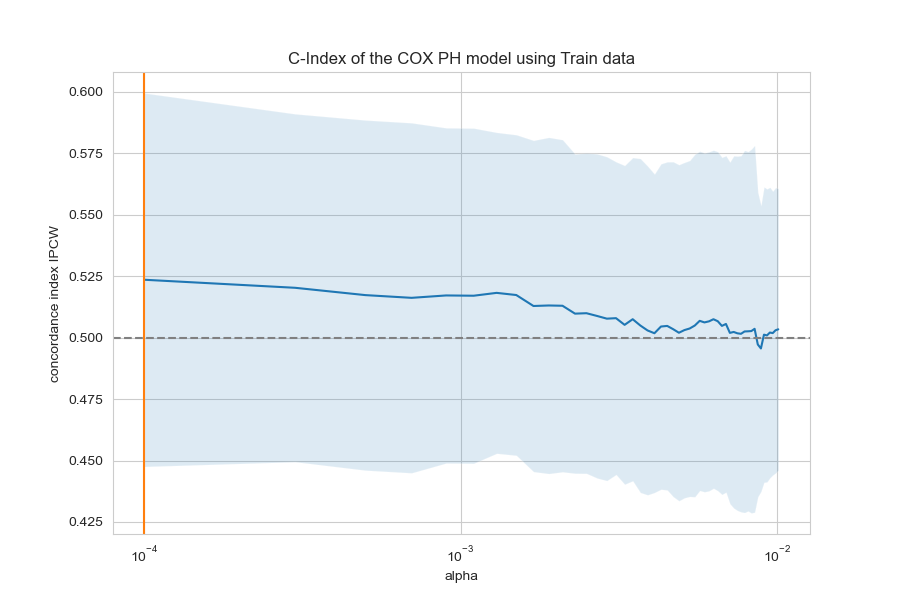 C-Index of the COX PH model using Train data
concordance index IPCW
0.600
0.575
0.550
0.525
0.500
0.475
0.450
0.425
10⁻⁴ 10⁻³ 10⁻²
alpha